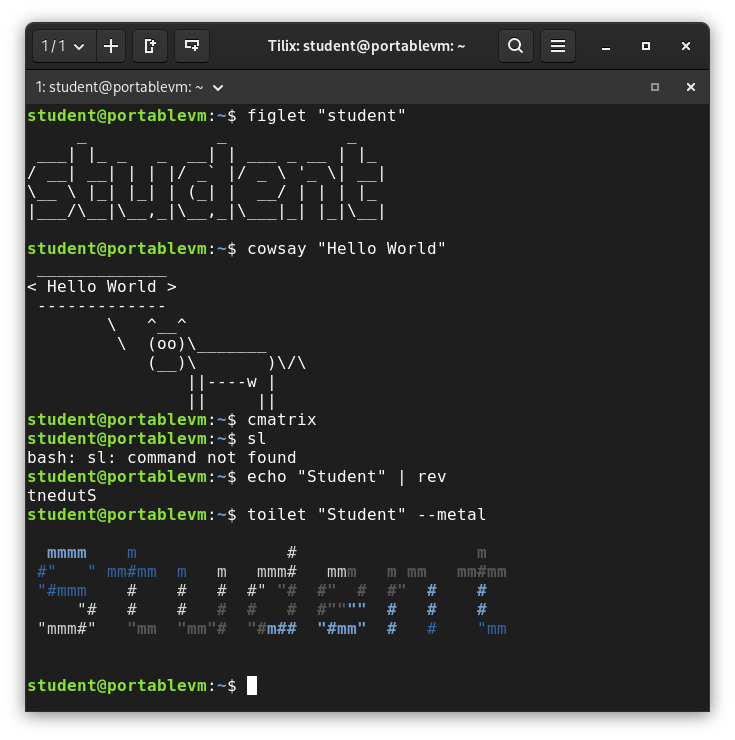 1 / 1
Tilix: student@portablevm: ~
1: student@portablevm: ~
student@portablevm:~$ figlet "student"
     _             _            _
 ___| |_ _   _  __| | ___ _ __ | |_
/ __| __| | | |/ _` |/ _ \ '_ \| __|
\__ \ |_| |_| | (_| |  __/ | | | |_
|___/\__|\__,_|\__,_|\___|_| |_|\__|
student@portablevm:~$ cowsay "Hello World"
 _____________
< Hello World >
 -------------
        \   ^__^
         \  (oo)\_______
            (__)\       )\/\
                ||----w |
                ||     ||
student@portablevm:~$ cmatrix
student@portablevm:~$ sl
bash: sl: command not found
student@portablevm:~$ echo "Student" | rev
tnedutS
student@portablevm:~$ toilet "Student" --metal
  mmmm    m               #                  m
 #"   " mm#mm  m   m   mmm#   mmm   m mm   mm#mm
 "#mmm    #    #   #  #" "#  #"  #  #"  #    #
     "#   #    #   #  #   #  #""""  #   #    #
 "mmm#"   "mm  "mm"#  "#m##  "#mm"  #   #    "mm
student@portablevm:~$